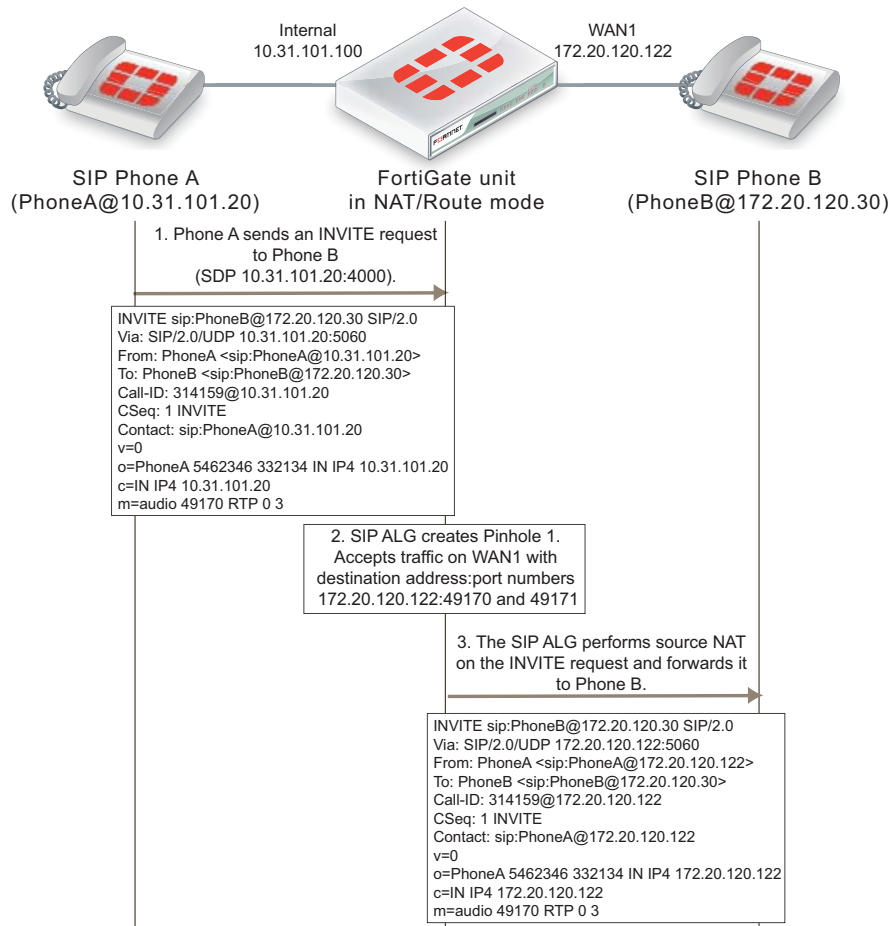 Internal
10.31.101.100
WAN1
172.20.120.122
FORTINET
SIP Phone A
(PhoneA@10.31.101.20)
FortiGate unit
in NAT/Route mode
SIP Phone B
(PhoneB@172.20.120.30)
1. Phone A sends an INVITE request
to Phone B
(SDP 10.31.101.20:4000).
INVITE sip:PhoneB@172.20.120.30 SIP/2.0
Via: SIP/2.0/UDP 10.31.101.20:5060
From: PhoneA <sip:PhoneA@10.31.101.20>
To: PhoneB <sip:PhoneB@172.20.120.30>
Call-ID: 314159@10.31.101.20
CSeq: 1 INVITE
Contact: sip:PhoneA@10.31.101.20
v=0
o=PhoneA 5462346 332134 IN IP4 10.31.101.20
c=IN IP4 10.31.101.20
m=audio 49170 RTP 0 3
2. SIP ALG creates Pinhole 1.
Accepts traffic on WAN1 with
destination address:port numbers
172.20.120.122:49170 and 49171
3. The SIP ALG performs source NAT
on the INVITE request and forwards it
to Phone B.
INVITE sip:PhoneB@172.20.120.30 SIP/2.0
Via: SIP/2.0/UDP 172.20.120.122:5060
From: PhoneA <sip:PhoneA@172.20.120.122>
To: PhoneB <sip:PhoneB@172.20.120.30>
Call-ID: 314159@172.20.120.122
CSeq: 1 INVITE
Contact: sip:PhoneA@172.20.120.122
v=0
o=PhoneA 5462346 332134 IN IP4 172.20.120.122
c=IN IP4 172.20.120.122
m=audio 49170 RTP 0 3